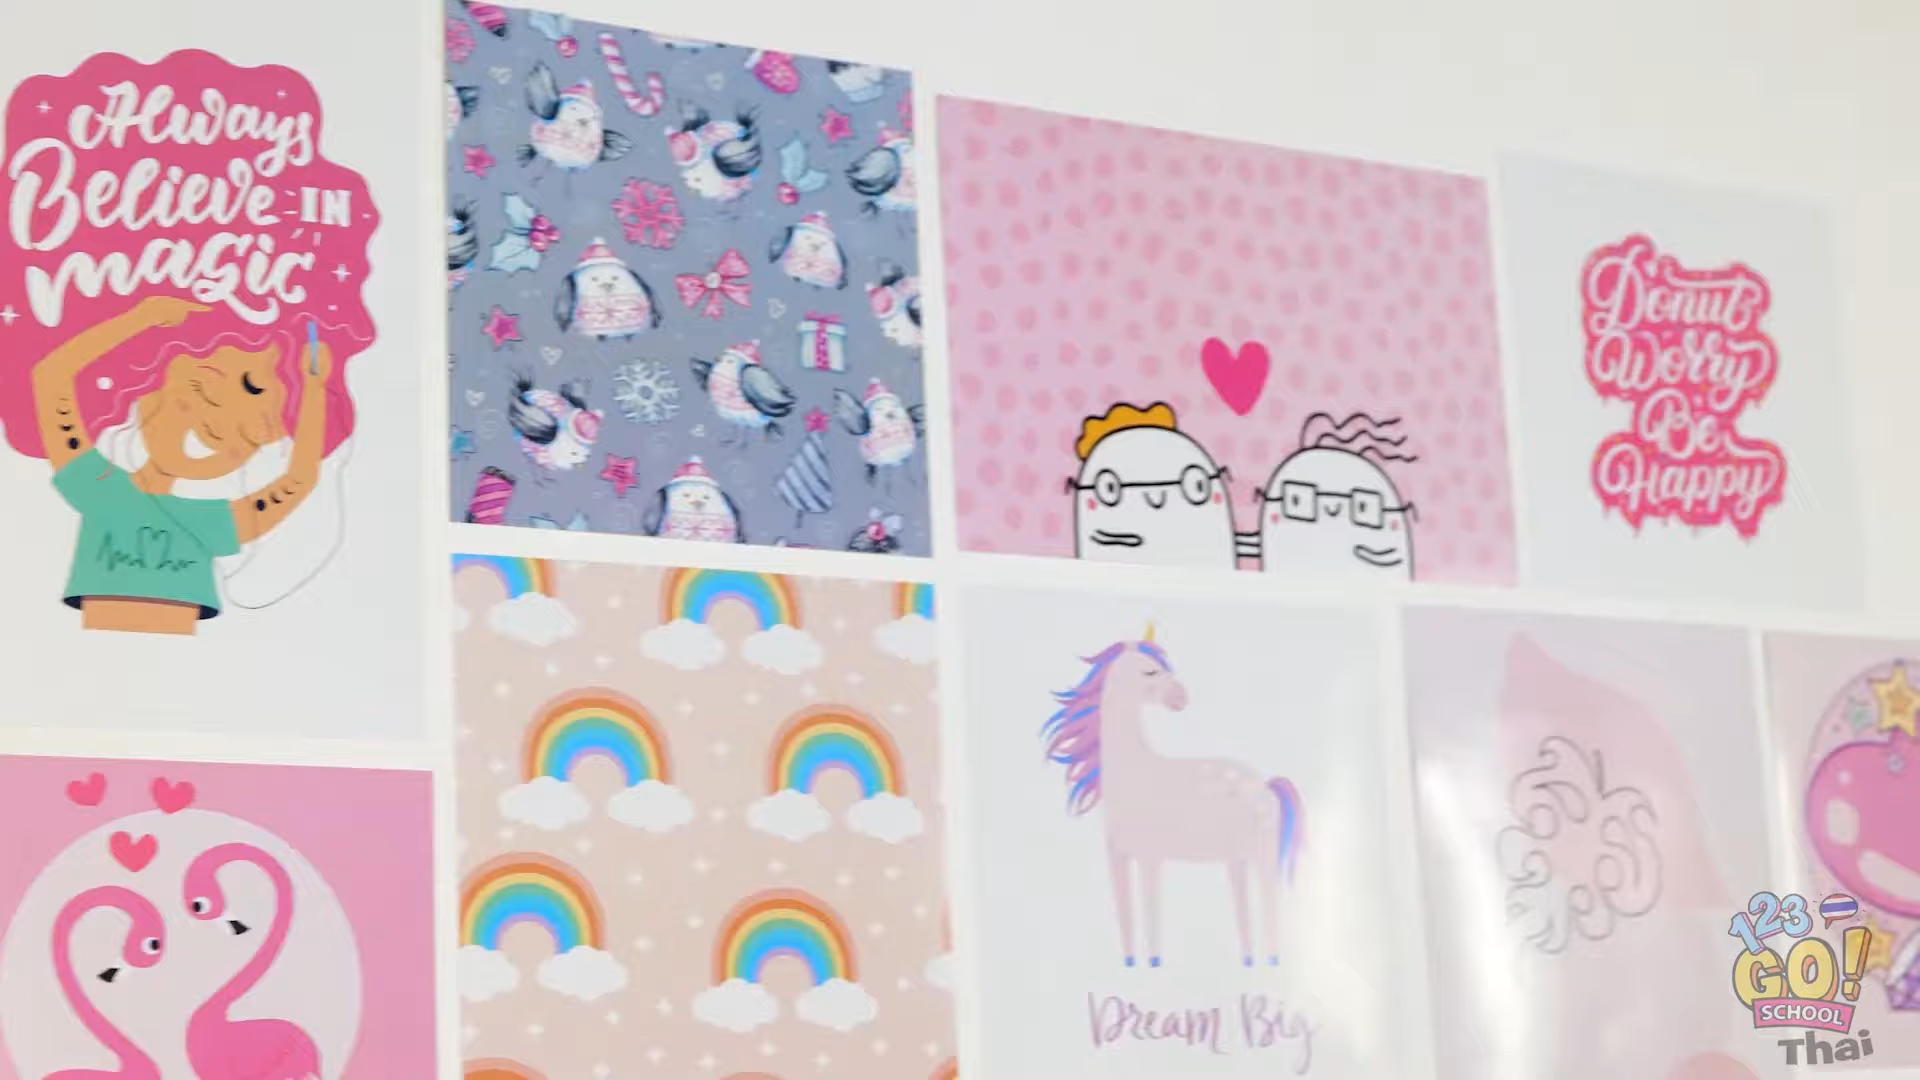 Always
Believe IN
magic
Donut
Worry
Be
Happy
Dream Big
123
GO!
SCHOOL
Thai